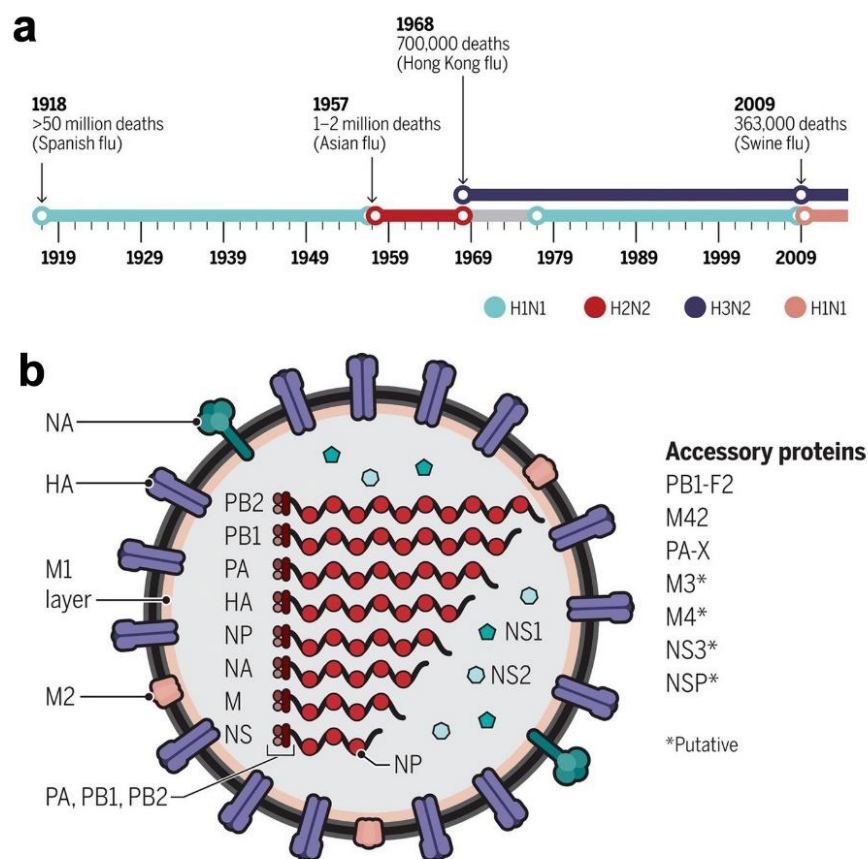 a
1968
700,000 deaths
(Hong Kong flu)
1918
>50 million deaths
(Spanish flu)
1957
1–2 million deaths
(Asian flu)
2009
363,000 deaths
(Swine flu)
1919 1929 1939 1949 1959 1969 1979 1989 1999 2009
H1N1 H2N2 H3N2 H1N1
b
NA
HA
M1
layer
M2
PA, PB1, PB2
PB2
PB1
PA
HA
NP
NA
M
NS
NS1
NS2
NP
Accessory proteins
PB1-F2
M42
PA-X
M3*
M4*
NS3*
NSP*
*Putative